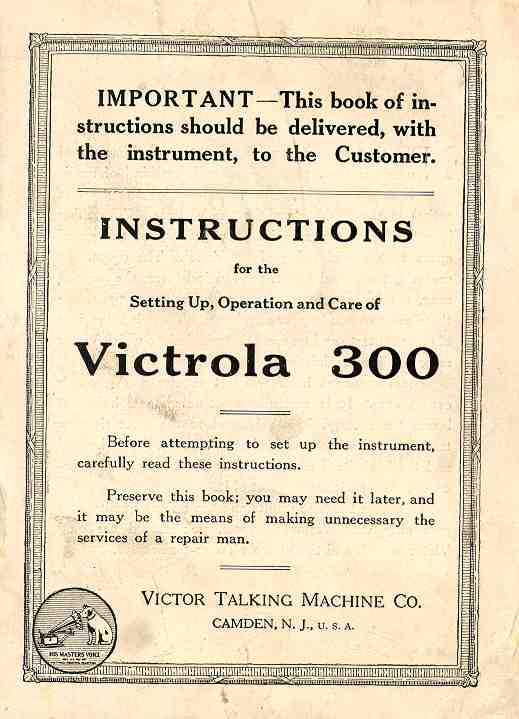 IMPORTANT—This book of in-
structions should be delivered, with
the instrument, to the Customer.
INSTRUCTIONS
for the
Setting Up, Operation and Care of
Victrola 300
Before attempting to set up the instrument,
carefully read these instructions.
Preserve this book; you may need it later, and
it may be the means of making unnecessary the
services of a repair man.
VICTOR TALKING MACHINE CO.
CAMDEN, N. J., U. S. A.
HIS MASTERS VOICE